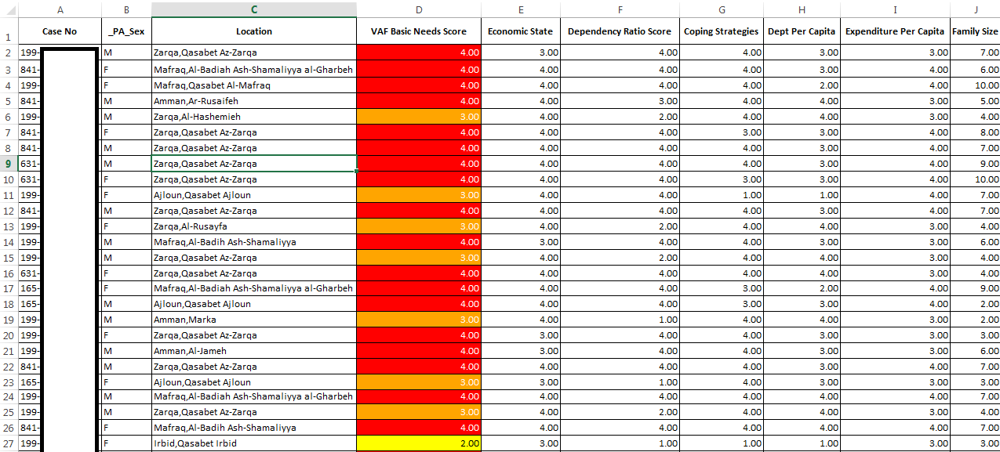 A B C D E F G H I J
1 Case No _PA_Sex Location VAF Basic Needs Score Economic State Dependency Ratio Score Coping Strategies Dept Per Capita Expenditure Per Capita Family Size
2 199- M Zarqa,Qasabet Az-Zarqa 4.00 3.00 4.00 4.00 3.00 3.00 7.00
3 841- F Mafraq,Al-Badiah Ash-Shamaliyya al-Gharbeh 4.00 4.00 4.00 4.00 3.00 4.00 6.00
4 199- F Mafraq,Qasabet Al-Mafraq 4.00 4.00 4.00 4.00 2.00 4.00 10.00
5 841- M Amman,Ar-Rusaifeh 4.00 4.00 3.00 4.00 4.00 3.00 5.00
6 199- M Zarqa,Al-Hashemieh 3.00 4.00 2.00 4.00 4.00 3.00 4.00
7 841- F Zarqa,Qasabet Az-Zarqa 4.00 4.00 4.00 3.00 3.00 4.00 8.00
8 841- M Zarqa,Qasabet Az-Zarqa 4.00 4.00 4.00 4.00 4.00 3.00 7.00
9 631- M Zarqa,Qasabet Az-Zarqa 4.00 4.00 4.00 4.00 3.00 4.00 9.00
10 631- F Zarqa,Qasabet Az-Zarqa 4.00 4.00 4.00 3.00 3.00 4.00 10.00
11 199- F Ajloun,Qasabet Ajloun 3.00 4.00 4.00 1.00 1.00 4.00 7.00
12 841- M Zarqa,Qasabet Az-Zarqa 4.00 4.00 4.00 4.00 3.00 4.00 7.00
13 199- F Zarqa,Al-Rusayfa 3.00 4.00 2.00 4.00 3.00 3.00 4.00
14 199- M Mafraq,Al-Badih Ash-Shamaliyya 4.00 3.00 4.00 4.00 3.00 3.00 6.00
15 199- M Zarqa,Qasabet Az-Zarqa 3.00 4.00 2.00 4.00 4.00 3.00 4.00
16 631- F Zarqa,Qasabet Az-Zarqa 4.00 4.00 4.00 4.00 4.00 3.00 4.00
17 165- F Mafraq,Al-Badiah Ash-Shamaliyya al-Gharbeh 4.00 4.00 4.00 3.00 2.00 4.00 9.00
18 165- M Ajloun,Qasabet Ajloun 4.00 4.00 4.00 3.00 3.00 4.00 2.00
19 199- M Amman,Marka 3.00 4.00 1.00 4.00 4.00 3.00 2.00
20 199- F Zarqa,Qasabet Az-Zarqa 4.00 3.00 4.00 4.00 3.00 3.00 3.00
21 199- M Amman,Al-Jameh 4.00 3.00 4.00 4.00 4.00 3.00 6.00
22 841- M Zarqa,Qasabet Az-Zarqa 4.00 4.00 4.00 4.00 3.00 4.00 7.00
23 165- F Ajloun,Qasabet Ajloun 3.00 3.00 1.00 4.00 3.00 3.00 3.00
24 199- M Mafraq,Al-Badiah Ash-Shamaliyya al-Gharbeh 4.00 4.00 4.00 4.00 4.00 4.00 7.00
25 199- M Zarqa,Qasabet Az-Zarqa 3.00 4.00 2.00 4.00 3.00 3.00 4.00
26 841- F Mafraq,Al-Badih Ash-Shamaliyya 4.00 4.00 4.00 4.00 4.00 4.00 7.00
27 199- F Irbid,Qasabet Irbid 2.00 3.00 1.00 1.00 1.00 3.00 3.00